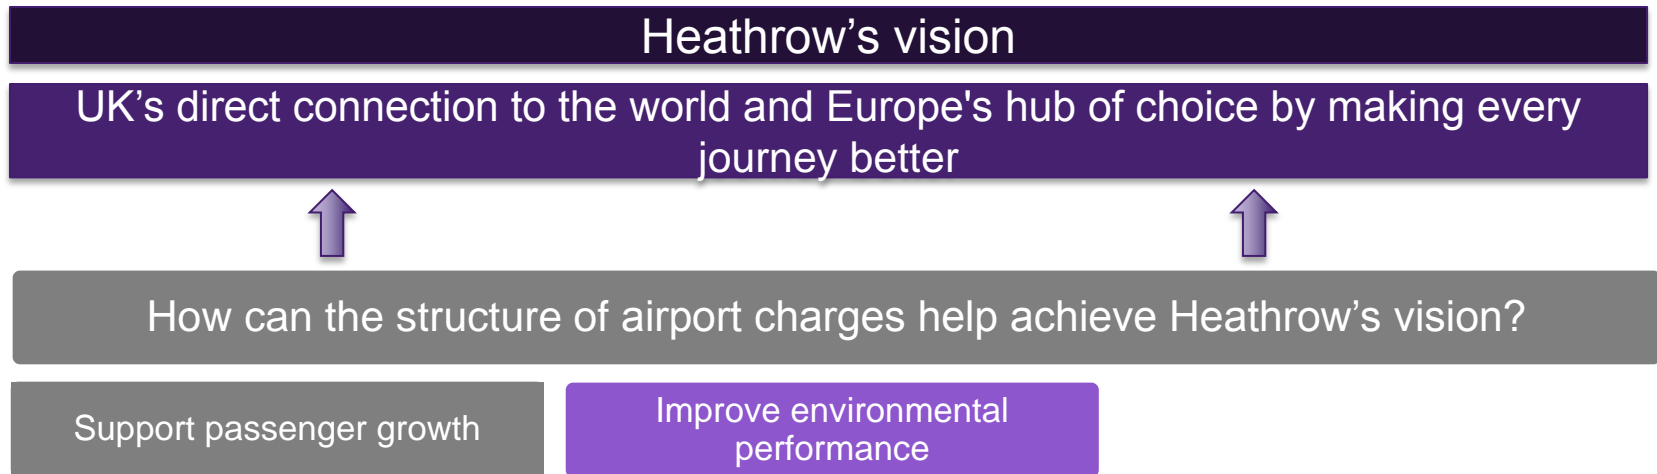 Heathrow’s vision
UK’s direct connection to the world and Europe's hub of choice by making every
journey better
How can the structure of airport charges help achieve Heathrow’s vision?
Support passenger growth
Improve environmental
performance